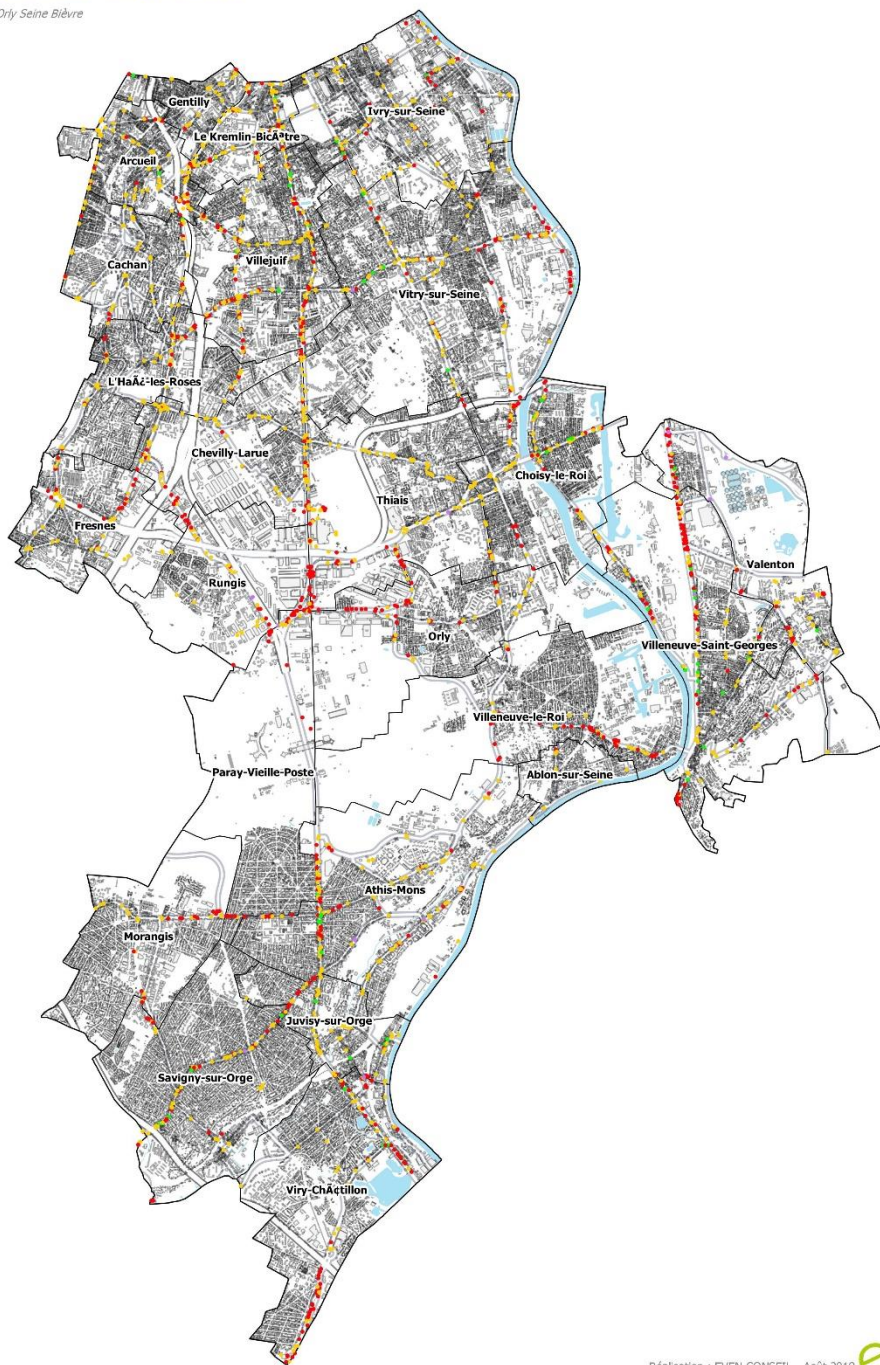 Orly Seine Bièvre
Gentilly
Ivry-sur-Seine
Le Kremlin-BicÃªtre
Arcueil
Cachan
Villejuif
Vitry-sur-Seine
L'HaÃ¿-les-Roses
Chevilly-Larue
Choisy-le-Roi
Thiais
Fresnes
Valenton
Rungis
Orly
Villeneuve-Saint-Georges
Villeneuve-le-Roi
Paray-Vieille-Poste
Ablon-sur-Seine
Athis-Mons
Morangis
Juvisy-sur-Orge
Savigny-sur-Orge
Viry-ChÃ¢tillon